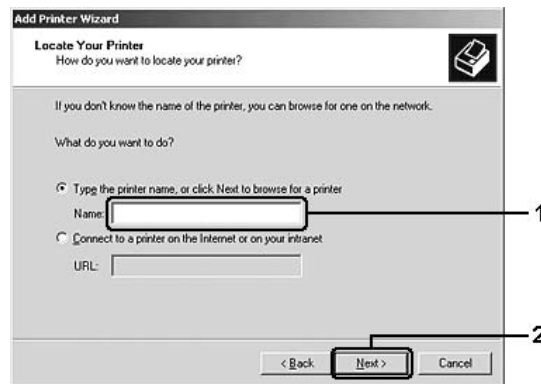 Add Printer Wizard
Locate Your Printer
How do you want to locate your printer?
If you don't know the name of the printer, you can browse for one on the network.
What do you want to do?
Type the printer name, or click Next to browse for a printer
Name:
1
Connect to a printer on the Internet or on your intranet
URL:
2
< Back Next > Cancel